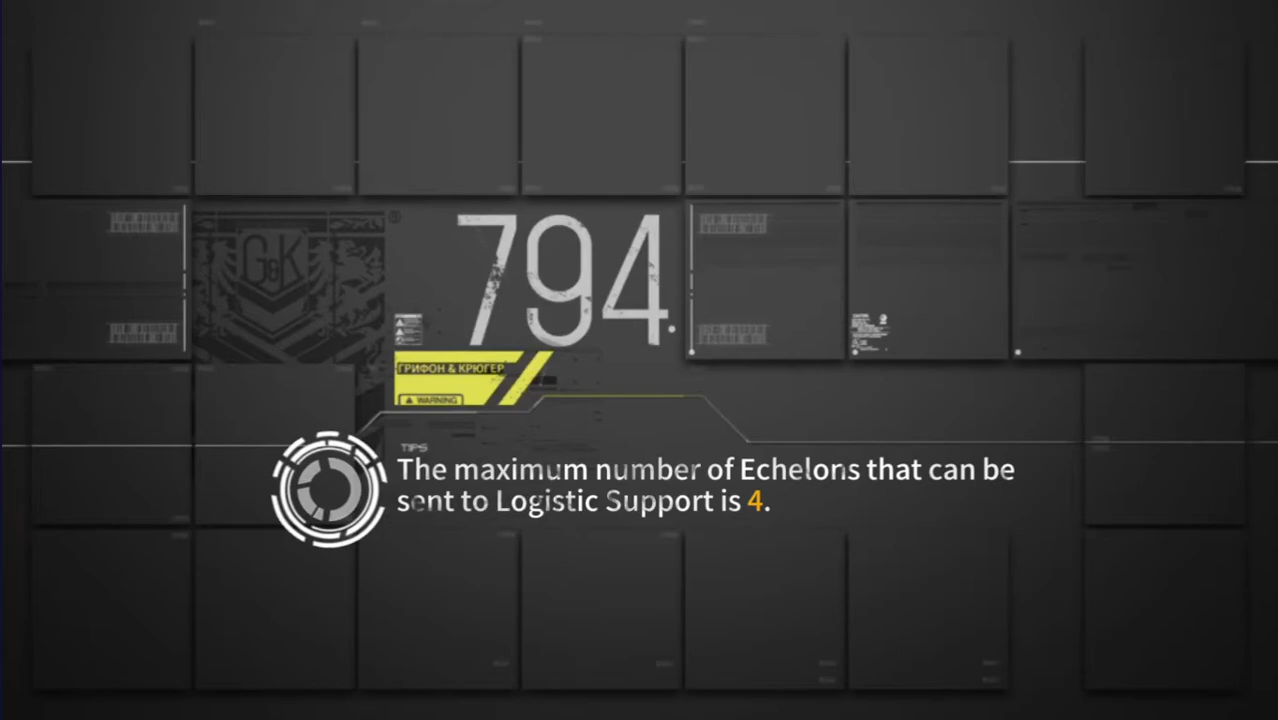 G&K
794.
ГРИФОН & КРЮГЕР
WARNING
TIPS
The maximum number of Echelons that can be
sent to Logistic Support is 4.